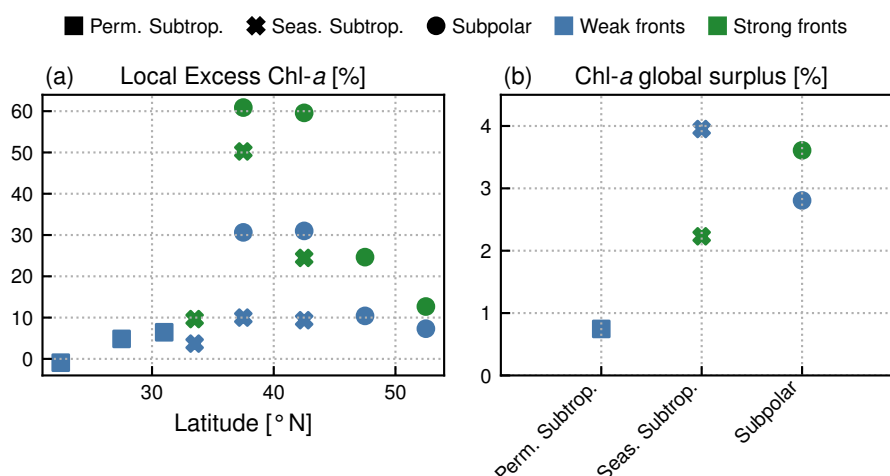 Perm. Subtrop. Seas. Subtrop. Subpolar Weak fronts Strong fronts
(a) Local Excess Chl-a [%]
60
50
40
30
20
10
0
30 40 50
Latitude [°N]
(b) Chl-a global surplus [%]
4
3
2
1
0
Perm. Subtrop.
Seas. Subtrop.
Subpolar